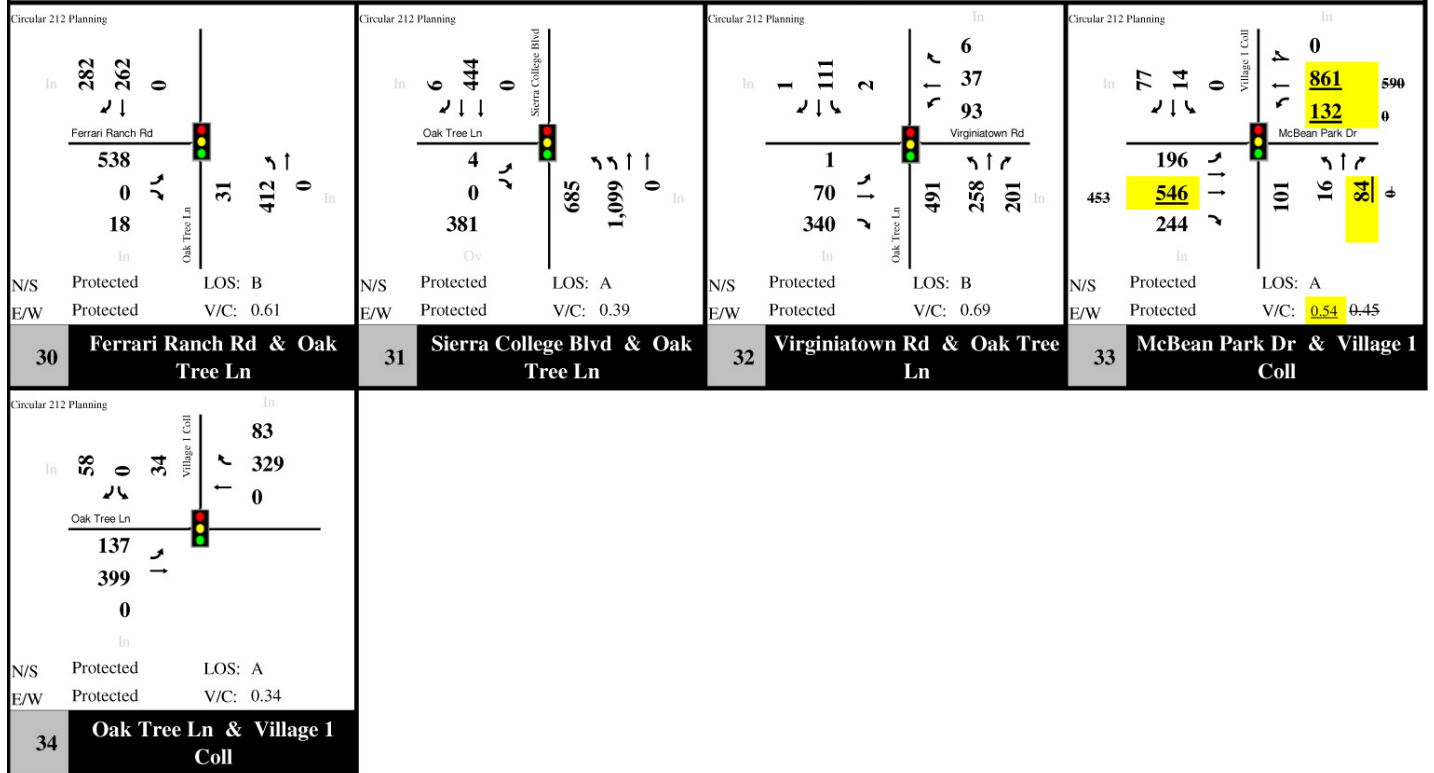 Circular 212 Planning
In
282
262
0
Ferrari Ranch Rd
538
0
18
In
31
412
0
In
Oak Tree Ln
N/S Protected LOS: B
E/W Protected V/C: 0.61
30
Ferrari Ranch Rd & Oak
Tree Ln
Circular 212 Planning
In
6
444
0
Sierra College Blvd
Oak Tree Ln
4
0
381
Ov
685
1,099
0
In
N/S Protected LOS: A
E/W Protected V/C: 0.39
31
Sierra College Blvd & Oak
Tree Ln
Circular 212 Planning
In
In
1
111
2
6
37
93
Virginiatown Rd
1
70
340
In
Oak Tree Ln
491
258
201
In
N/S Protected LOS: B
E/W Protected V/C: 0.69
32
Virginiatown Rd & Oak Tree
Ln
Circular 212 Planning
In
In
77
14
0
Village 1 Coll
0
861 590
132 0
McBean Park Dr
196
453 546
244
In
101
16
84 0
N/S Protected LOS: A
E/W Protected V/C: 0.54 0.45
33
McBean Park Dr & Village 1
Coll
Circular 212 Planning
In
In
58
0
34
Village 1 Coll
83
329
0
Oak Tree Ln
137
399
0
In
N/S Protected LOS: A
E/W Protected V/C: 0.34
34
Oak Tree Ln & Village 1
Coll